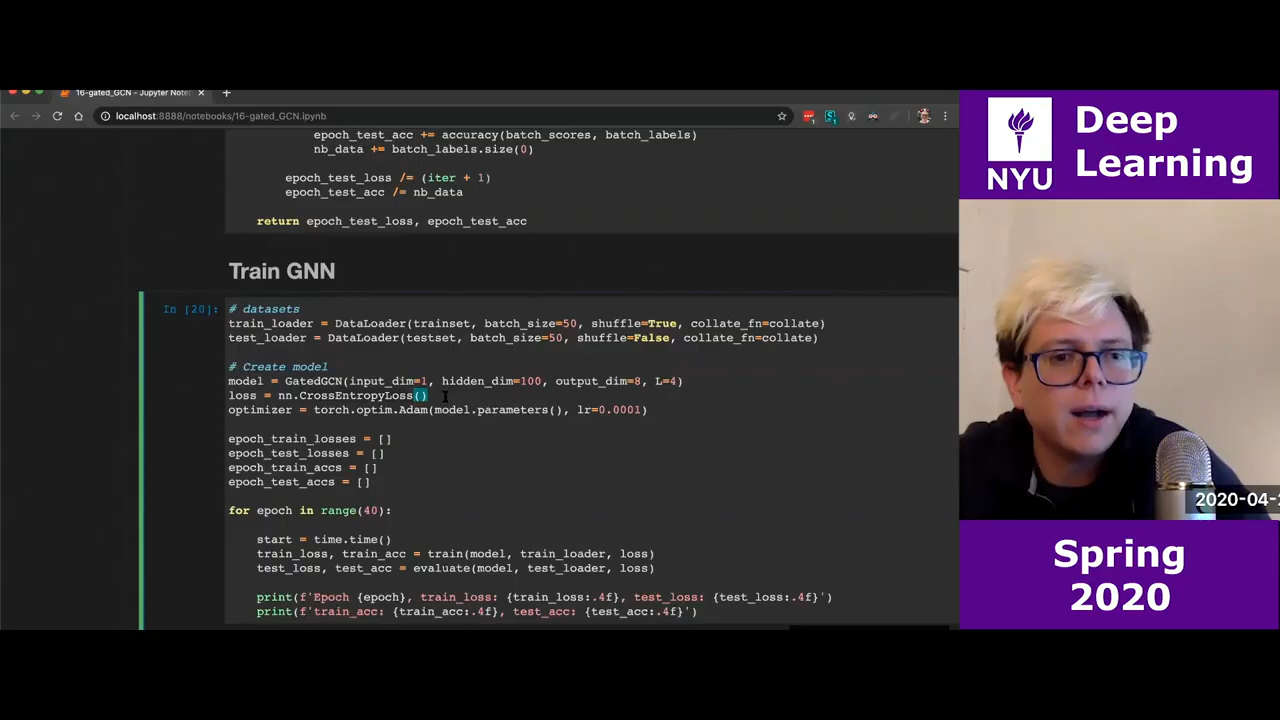 16-gated_GCN - Jupyter Note
localhost:8888/notebooks/16-gated_GCN.ipynb
epoch_test_acc += accuracy(batch_scores, batch_labels)
nb_data += batch_labels.size(0)
epoch_test_loss /= (iter + 1)
epoch_test_acc /= nb_data
return epoch_test_loss, epoch_test_acc
Train GNN
In [20]:
# datasets
train_loader = DataLoader(trainset, batch_size=50, shuffle=True, collate_fn=collate)
test_loader = DataLoader(testset, batch_size=50, shuffle=False, collate_fn=collate)
# Create model
model = GatedGCN(input_dim=1, hidden_dim=100, output_dim=8, L=4)
loss = nn.CrossEntropyLoss()
optimizer = torch.optim.Adam(model.parameters(), lr=0.0001)
epoch_train_losses = []
epoch_test_losses = []
epoch_train_accs = []
epoch_test_accs = []
for epoch in range(40):
start = time.time()
train_loss, train_acc = train(model, train_loader, loss)
test_loss, test_acc = evaluate(model, test_loader, loss)
print(f'Epoch {epoch}, train_loss: {train_loss:.4f}, test_loss: {test_loss:.4f}')
print(f'train_acc: {train_acc:.4f}, test_acc: {test_acc:.4f}')
NYU
Deep
Learning
2020-04-2
Spring
2020